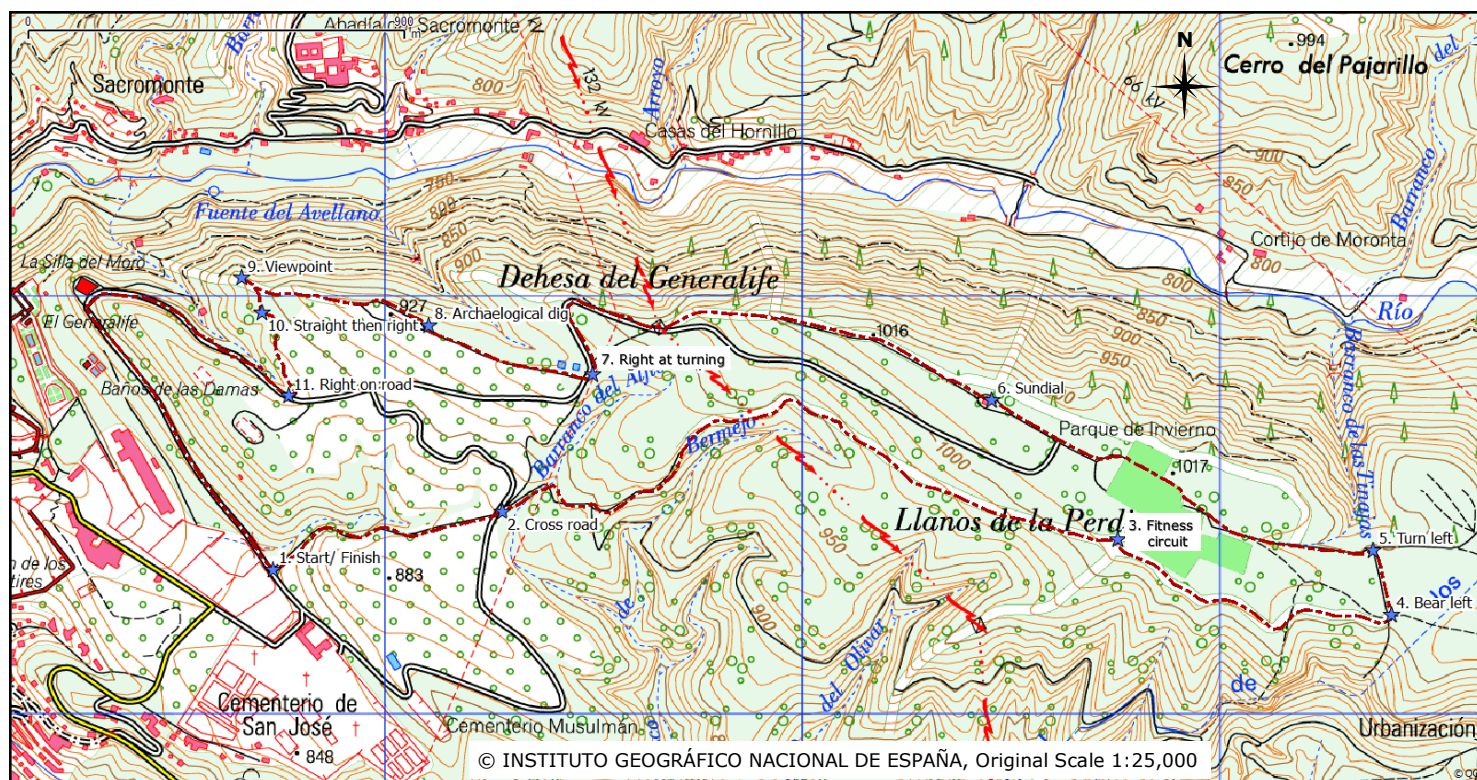 0
900
m
Abadía del Sacromonte
Sacromonte
132 kV
800
Arroyo
Casas del Hornillo
66 kV
N
994
Cerro del Pajarillo
del
Barranco
900
850
800
Cortijo de Moronta
Río
750
800
850
900
Fuente del Avellano
La Silla del Moro
9. Viewpoint
Dehesa del Generalife
927
8. Archaelogical dig
10. Straight then right
El Generalife
1016
850
900
950
Barranco de las Tinajas
7. Right at turning
Baños de las Damas
11. Right on road
6. Sundial
Barranco del
Bermejo
Parque de Invierno
1000
1017
2. Cross road
Llanos de la Perd
3. Fitness
circuit
5. Turn left
1. Start/ Finish
950
883
900
de
4. Bear left
los
del Olivar
de
Cementerio de
San José
848
Cementerio Musulmán
Urbanización
© INSTITUTO GEOGRÁFICO NACIONAL DE ESPAÑA, Original Scale 1:25,000